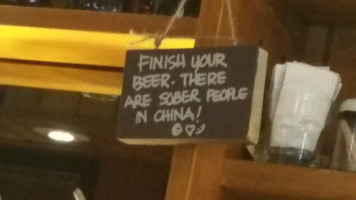 FINISH YOUR
BEER. THERE
ARE SOBER PEOPLE
IN CHINA!